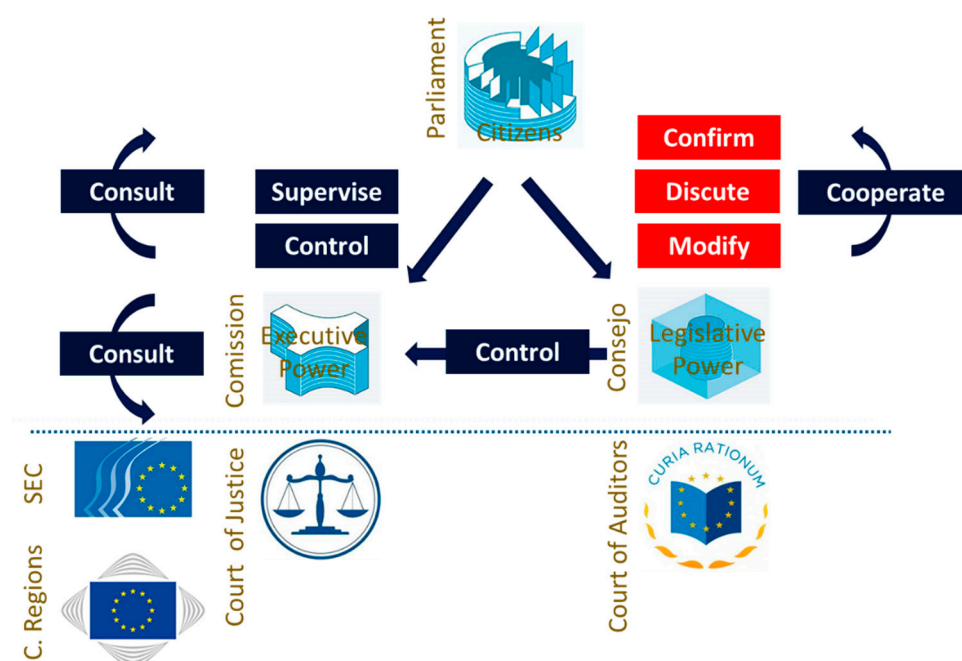 Parliament
Citizens
Confirm
Consult
Supervise
Discute
Cooperate
Control
Modify
Comission
Executive
Power
Consult
Control
Consejo
Legislative
Power
SEC
Court of Justice
Court of Auditors
CURIA RATIONUM
C. Regions